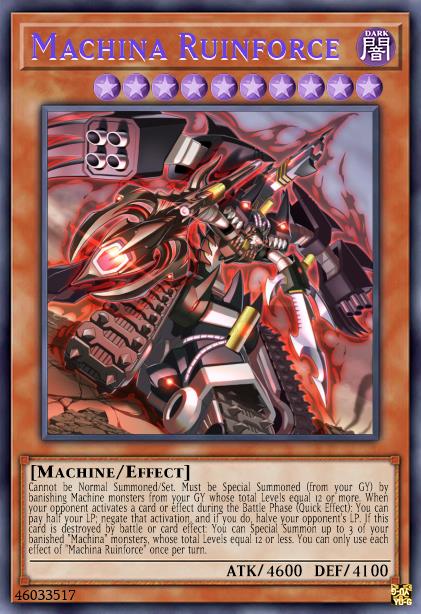 MACHINA RUINFORCE
DARK
闇
[MACHINE/EFFECT]
Cannot be Normal Summoned/Set. Must be Special Summoned (from your GY) by
banishing Machine monsters from your GY whose total Levels equal 12 or more. When
your opponent activates a card or effect during the Battle Phase (Quick Effect): You can
pay half your LP; negate that activation, and if you do, halve your opponent's LP. If this
card is destroyed by battle or card effect: You can Special Summon up to 3 of your
banished "Machina" monsters, whose total Levels equal 12 or less. You can only use each
effect of "Machina Ruinforce" once per turn.
ATK/4600 DEF/4100
46033517